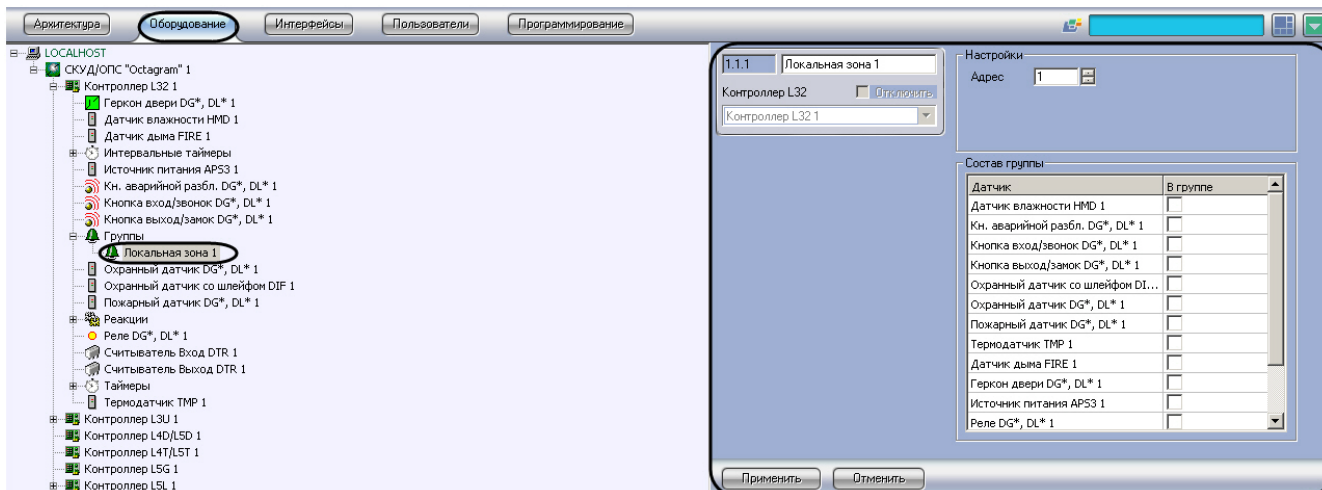 Архитектура Оборудование Интерфейсы Пользователи Программирование
LOCALHOST
СКУД/ОПС "Octagram" 1
Контроллер L32 1
Геркон двери DG*, DL* 1
Датчик влажности HMD 1
Датчик дыма FIRE 1
Интервальные таймеры
Источник питания APS3 1
Кн. аварийной разбл. DG*, DL* 1
Кнопка вход/звонок DG*, DL* 1
Кнопка выход/замок DG*, DL* 1
Группы
Локальная зона 1
Охранный датчик DG*, DL* 1
Охранный датчик со шлейфом DIF 1
Пожарный датчик DG*, DL* 1
Реакции
Реле DG*, DL* 1
Считыватель Вход DTR 1
Считыватель Выход DTR 1
Таймеры
Термодатчик TMP 1
Контроллер L3U 1
Контроллер L4D/L5D 1
Контроллер L4T/L5T 1
Контроллер L5G 1
Контроллер L5L 1
1.1.1 Локальная зона 1
Контроллер L32 Отключить
Контроллер L32 1
Настройки
Адрес 1
Состав группы
Датчик В группе
Датчик влажности HMD 1
Кн. аварийной разбл. DG*, DL* 1
Кнопка вход/звонок DG*, DL* 1
Кнопка выход/замок DG*, DL* 1
Охранный датчик со шлейфом DI...
Охранный датчик DG*, DL* 1
Пожарный датчик DG*, DL* 1
Термодатчик TMP 1
Датчик дыма FIRE 1
Геркон двери DG*, DL* 1
Источник питания APS3 1
Реле DG*, DL* 1
Применить Отменить